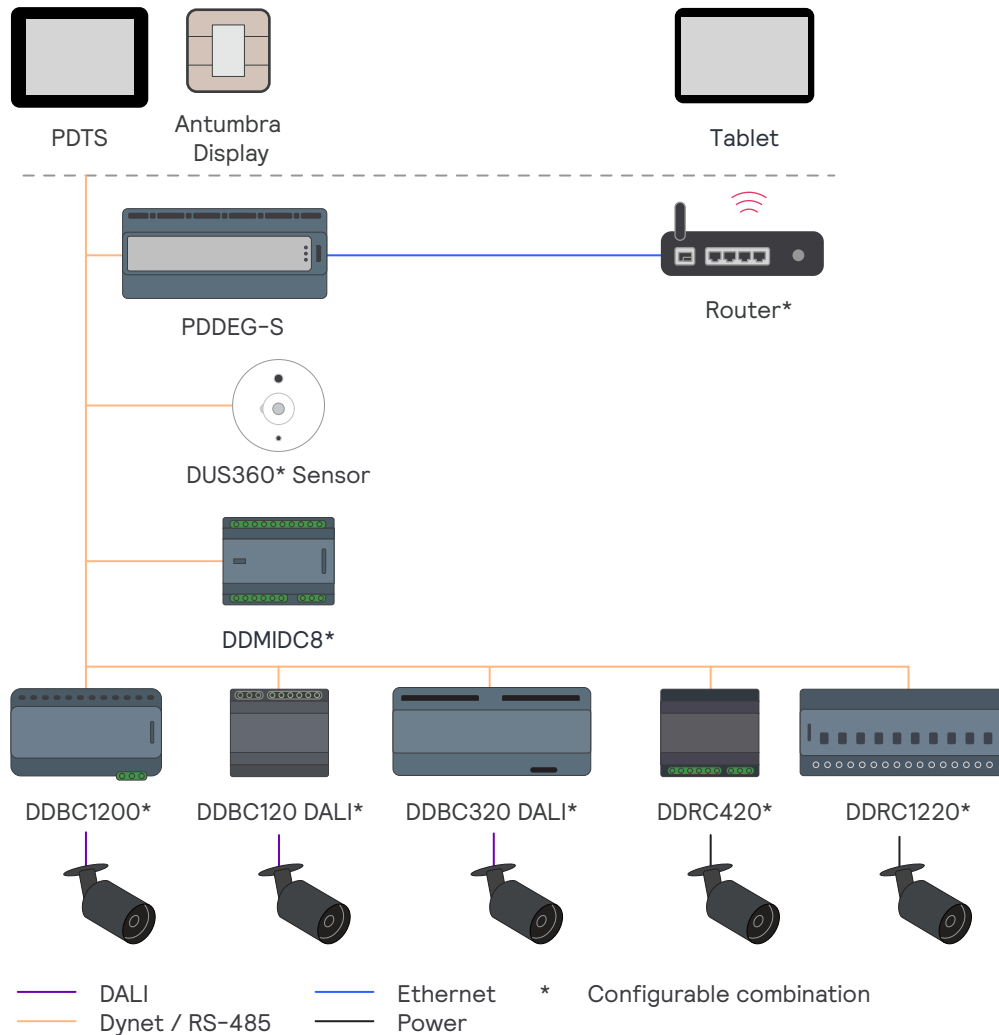 PDTS
Antumbra
Display
Tablet
PDDEG-S
Router*
DUS360* Sensor
DDMIDC8*
DDBC1200*
DDBC120 DALI*
DDBC320 DALI*
DDRC420*
DDRC1220*
DALI
Ethernet
* Configurable combination
Dynet / RS-485
Power